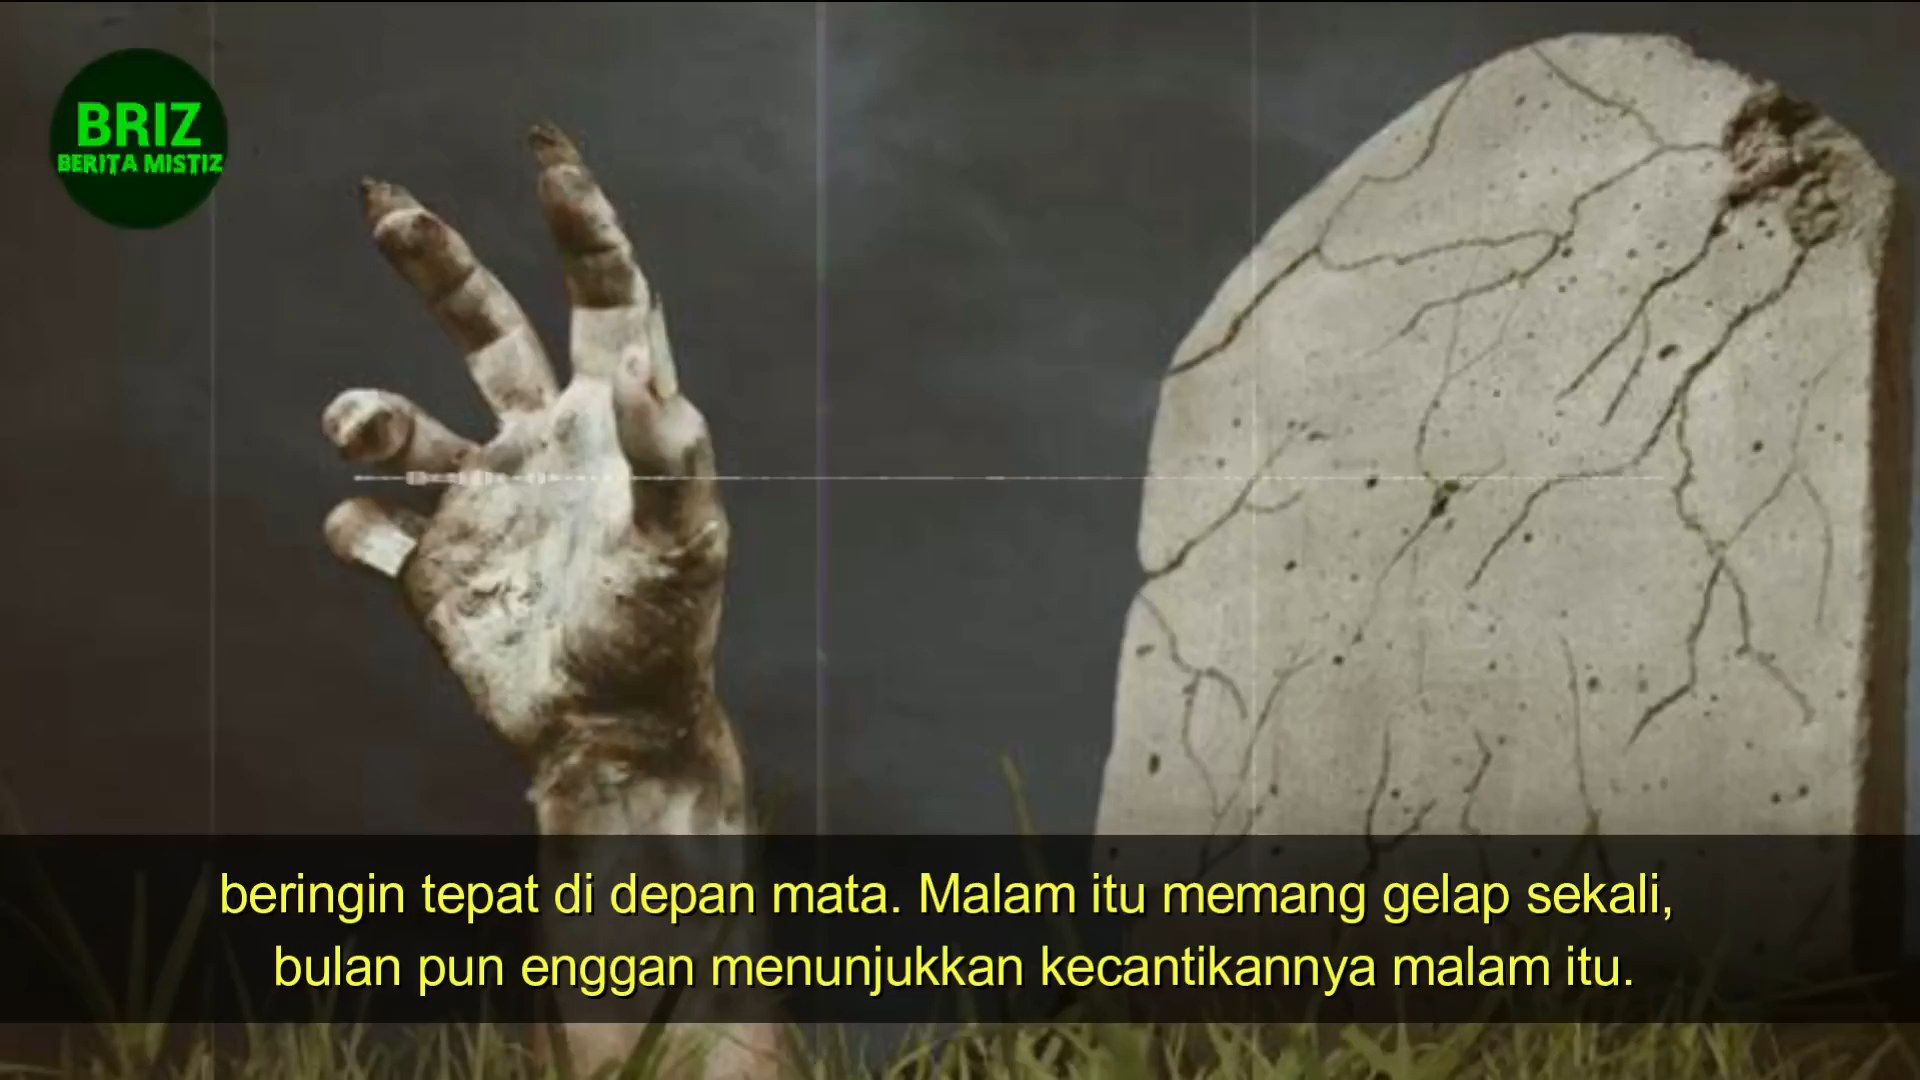 BRIZ
BERITA MISTIZ
beringin tepat di depan mata. Malam itu memang gelap sekali,
bulan pun enggan menunjukkan kecantikannya malam itu.